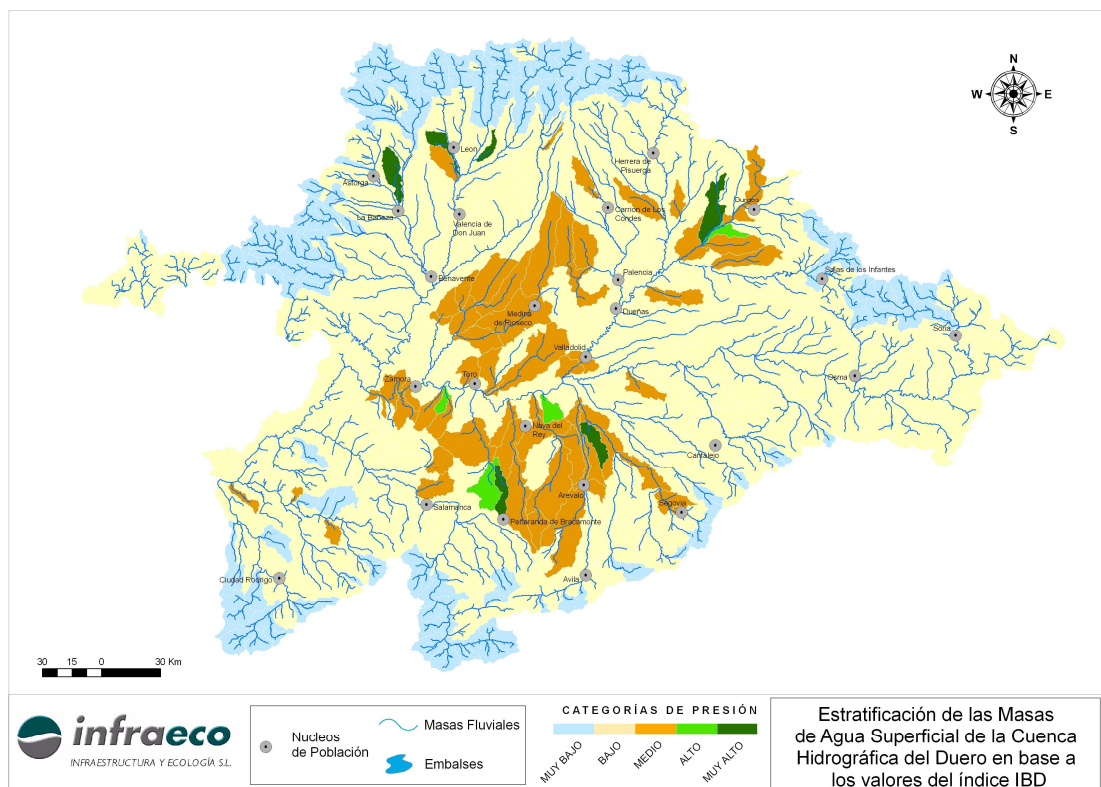 N
W E
S
Leon
Astorga
La Bañeza
Valencia de
Don Juan
Herrera de
Pisuerga
Carrion de Los
Condes
Burgos
Salas de los Infantes
Benavente
Palencia
Dueñas
Medina
de Rioseco
Soria
Valladolid
Osma
Zamora
Toro
Nava del
Rey
Cantalejo
Arevalo
Segovia
Salamanca
Peñaranda de Bracamonte
Ciudad Rodrigo
Avila
30 15 0 30 Km
infraeco
INFRAESTRUCTURA Y ECOLOGÍA S.L.
Nucleos
de Población
Masas Fluviales
Embalses
CATEGORÍAS DE PRESIÓN
MUY BAJO
BAJO
MEDIO
ALTO
MUY ALTO
Estratificación de las Masas
de Agua Superficial de la Cuenca
Hidrográfica del Duero en base a
los valores del índice IBD